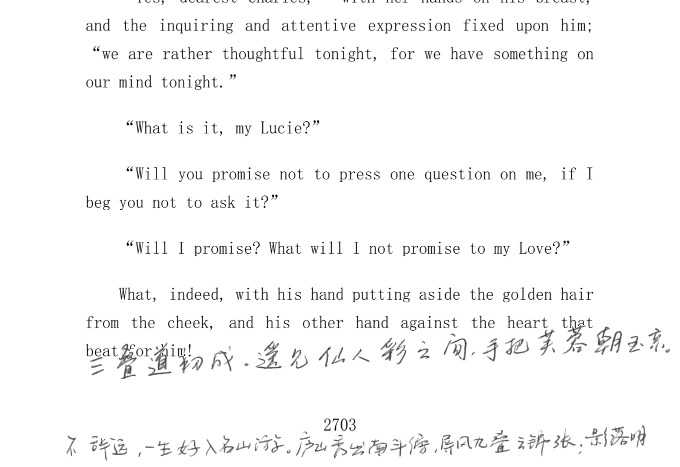 “Yes, dearest Charles,” with her hands on his breast,
and the inquiring and attentive expression fixed upon him;
“we are rather thoughtful tonight, for we have something on
our mind tonight.”
“What is it, my Lucie?”
“Will you promise not to press one question on me, if I
beg you not to ask it?”
“Will I promise? What will I not promise to my Love?”
What, indeed, with his hand putting aside the golden hair
from the cheek, and his other hand against the heart that
beat for him!
三叠道初成。遥见仙人彩之间,手把芙蓉朝玉京。
2703
不许远,一生好入名山游。庐山秀出南斗傍,屏风九叠云锦张,影落明